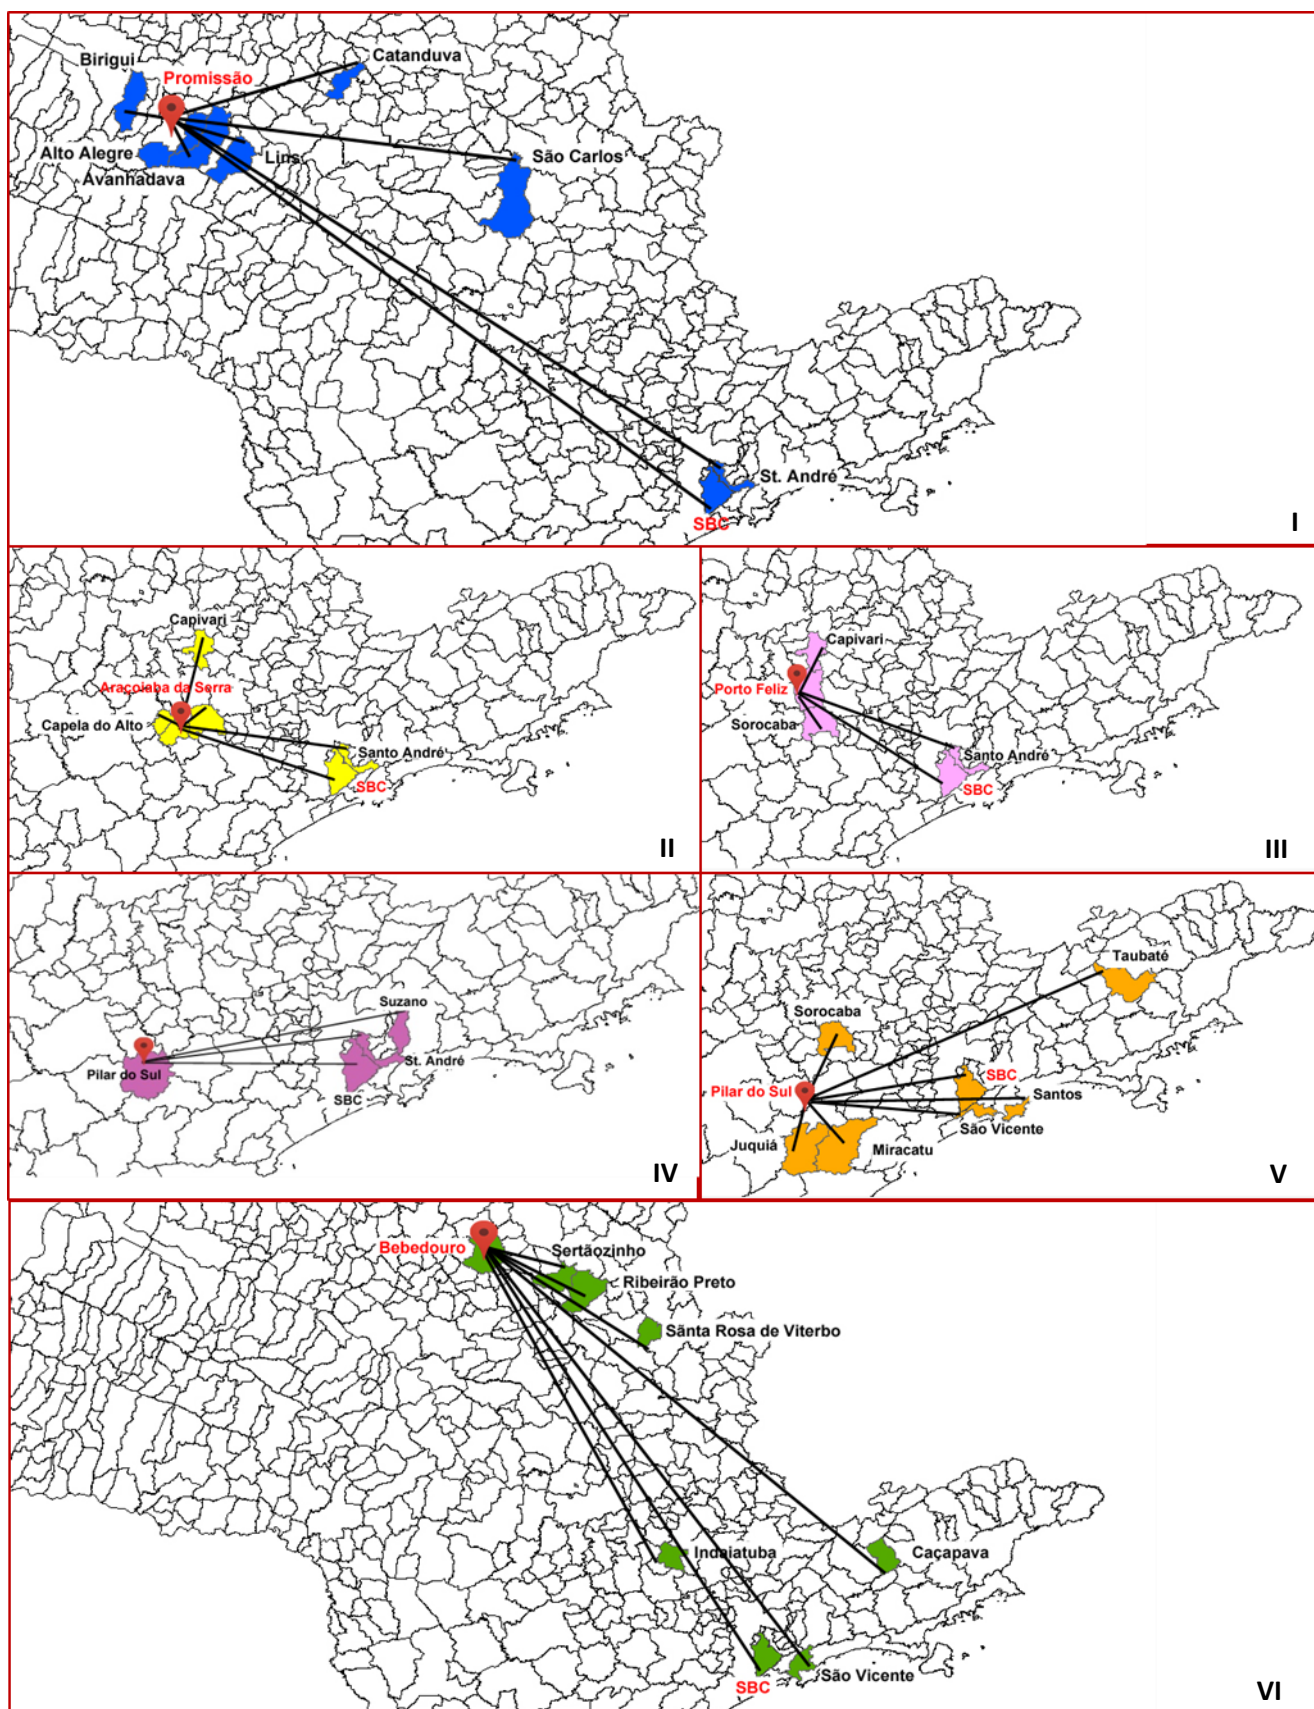 Birigui
Catanduva
Promissão
São Carlos
Alto Alegre
Lins
Avanhadava
St. André
SBC
I
Capivari
Araçoiaba da Serra
Capela do Alto
Santo André
SBC
II
Capivari
Porto Feliz
Sorocaba
Santo André
SBC
III
Suzano
Pilar do Sul
St. André
SBC
IV
Taubaté
Sorocaba
SBC
Pilar do Sul
Santos
São Vicente
Juquiá
Miracatu
V
Bebedouro
Sertãozinho
Ribeirão Preto
Sãnta Rosa de Viterbo
Indaiatuba
Caçapava
São Vicente
SBC
VI